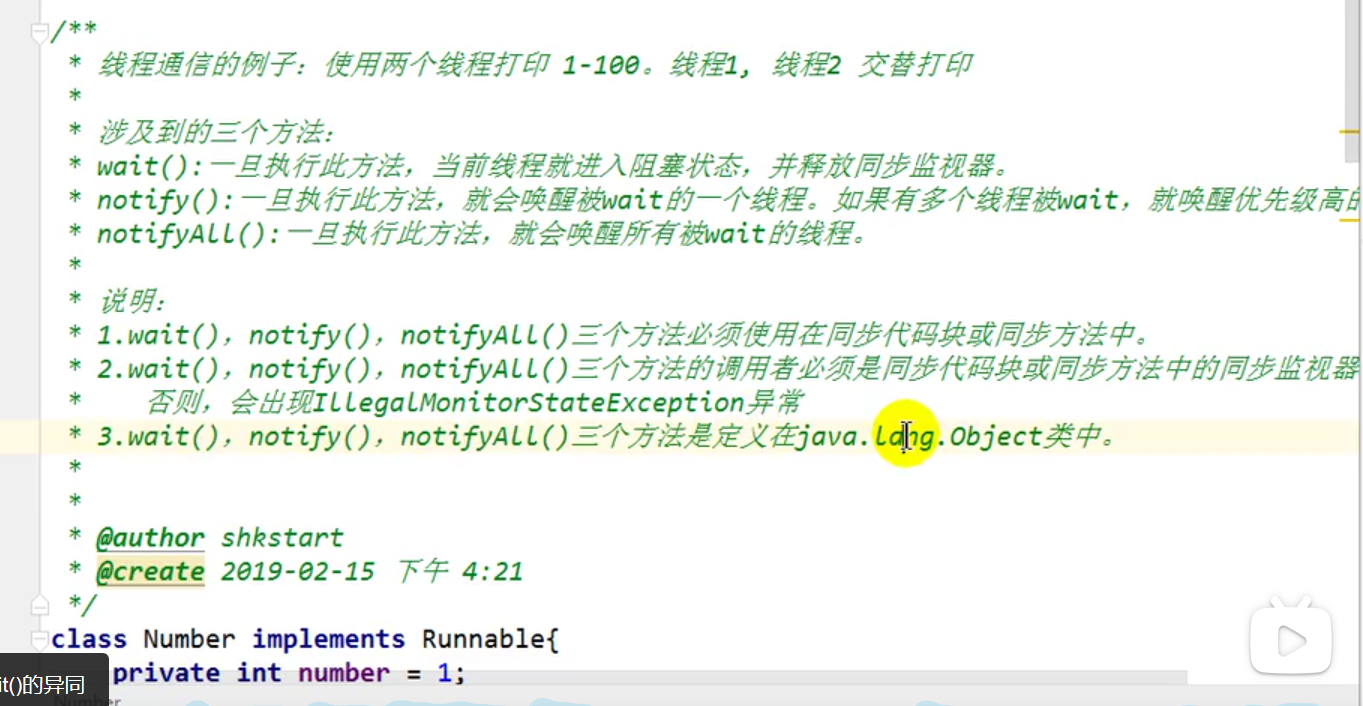 /**
* 线程通信的例子：使用两个线程打印 1-100。线程1, 线程2 交替打印
*
* 涉及到的三个方法：
* wait():一旦执行此方法，当前线程就进入阻塞状态，并释放同步监视器。
* notify():一旦执行此方法，就会唤醒被wait的一个线程。如果有多个线程被wait，就唤醒优先级高的
* notifyAll():一旦执行此方法，就会唤醒所有被wait的线程。
*
* 说明：
* 1.wait()，notify()，notifyAll()三个方法必须使用在同步代码块或同步方法中。
* 2.wait()，notify()，notifyAll()三个方法的调用者必须是同步代码块或同步方法中的同步监视器
* 否则，会出现IllegalMonitorStateException异常
* 3.wait()，notify()，notifyAll()三个方法是定义在java.lang.Object类中。
*
*
* @author shkstart
* @create 2019-02-15 下午 4:21
*/
class Number implements Runnable{
private int number = 1;
it()的异同
Number